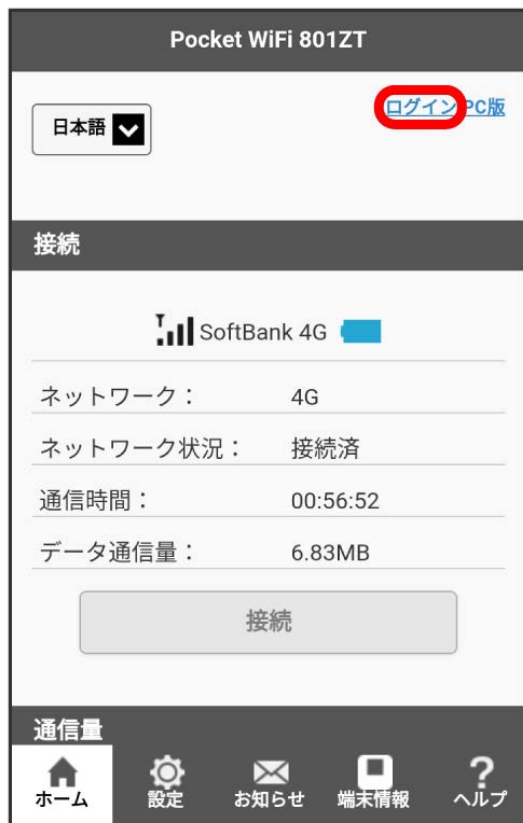 Pocket WiFi 801ZT
日本語
ログイン PC版
接続
SoftBank 4G
ネットワーク： 4G
ネットワーク状況： 接続済
通信時間： 00:56:52
データ通信量： 6.83MB
接続
通信量
ホーム 設定 お知らせ 端末情報 ヘルプ